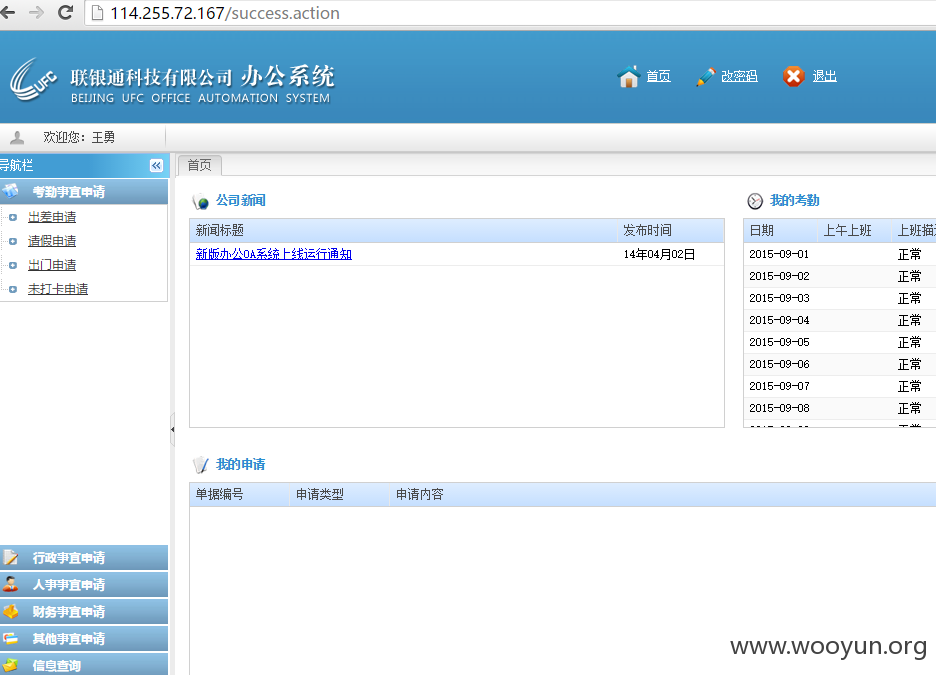 114.255.72.167/success.action
UFC
联银通科技有限公司 办公系统
BEIJING UFC OFFICE AUTOMATION SYSTEM
首页 改密码 退出
欢迎您: 王勇
导航栏
首页
考勤事宜申请
出差申请
请假申请
出门申请
未打卡申请
公司新闻
新闻标题 发布时间
新版办公OA系统上线运行通知 14年04月02日
我的考勤
日期 上午上班 上班描
2015-09-01 正常
2015-09-02 正常
2015-09-03 正常
2015-09-04 正常
2015-09-05 正常
2015-09-06 正常
2015-09-07 正常
2015-09-08 正常
我的申请
单据编号 申请类型 申请内容
行政事宜申请
人事事宜申请
财务事宜申请
其他事宜申请
信息查询
www.wooyun.org